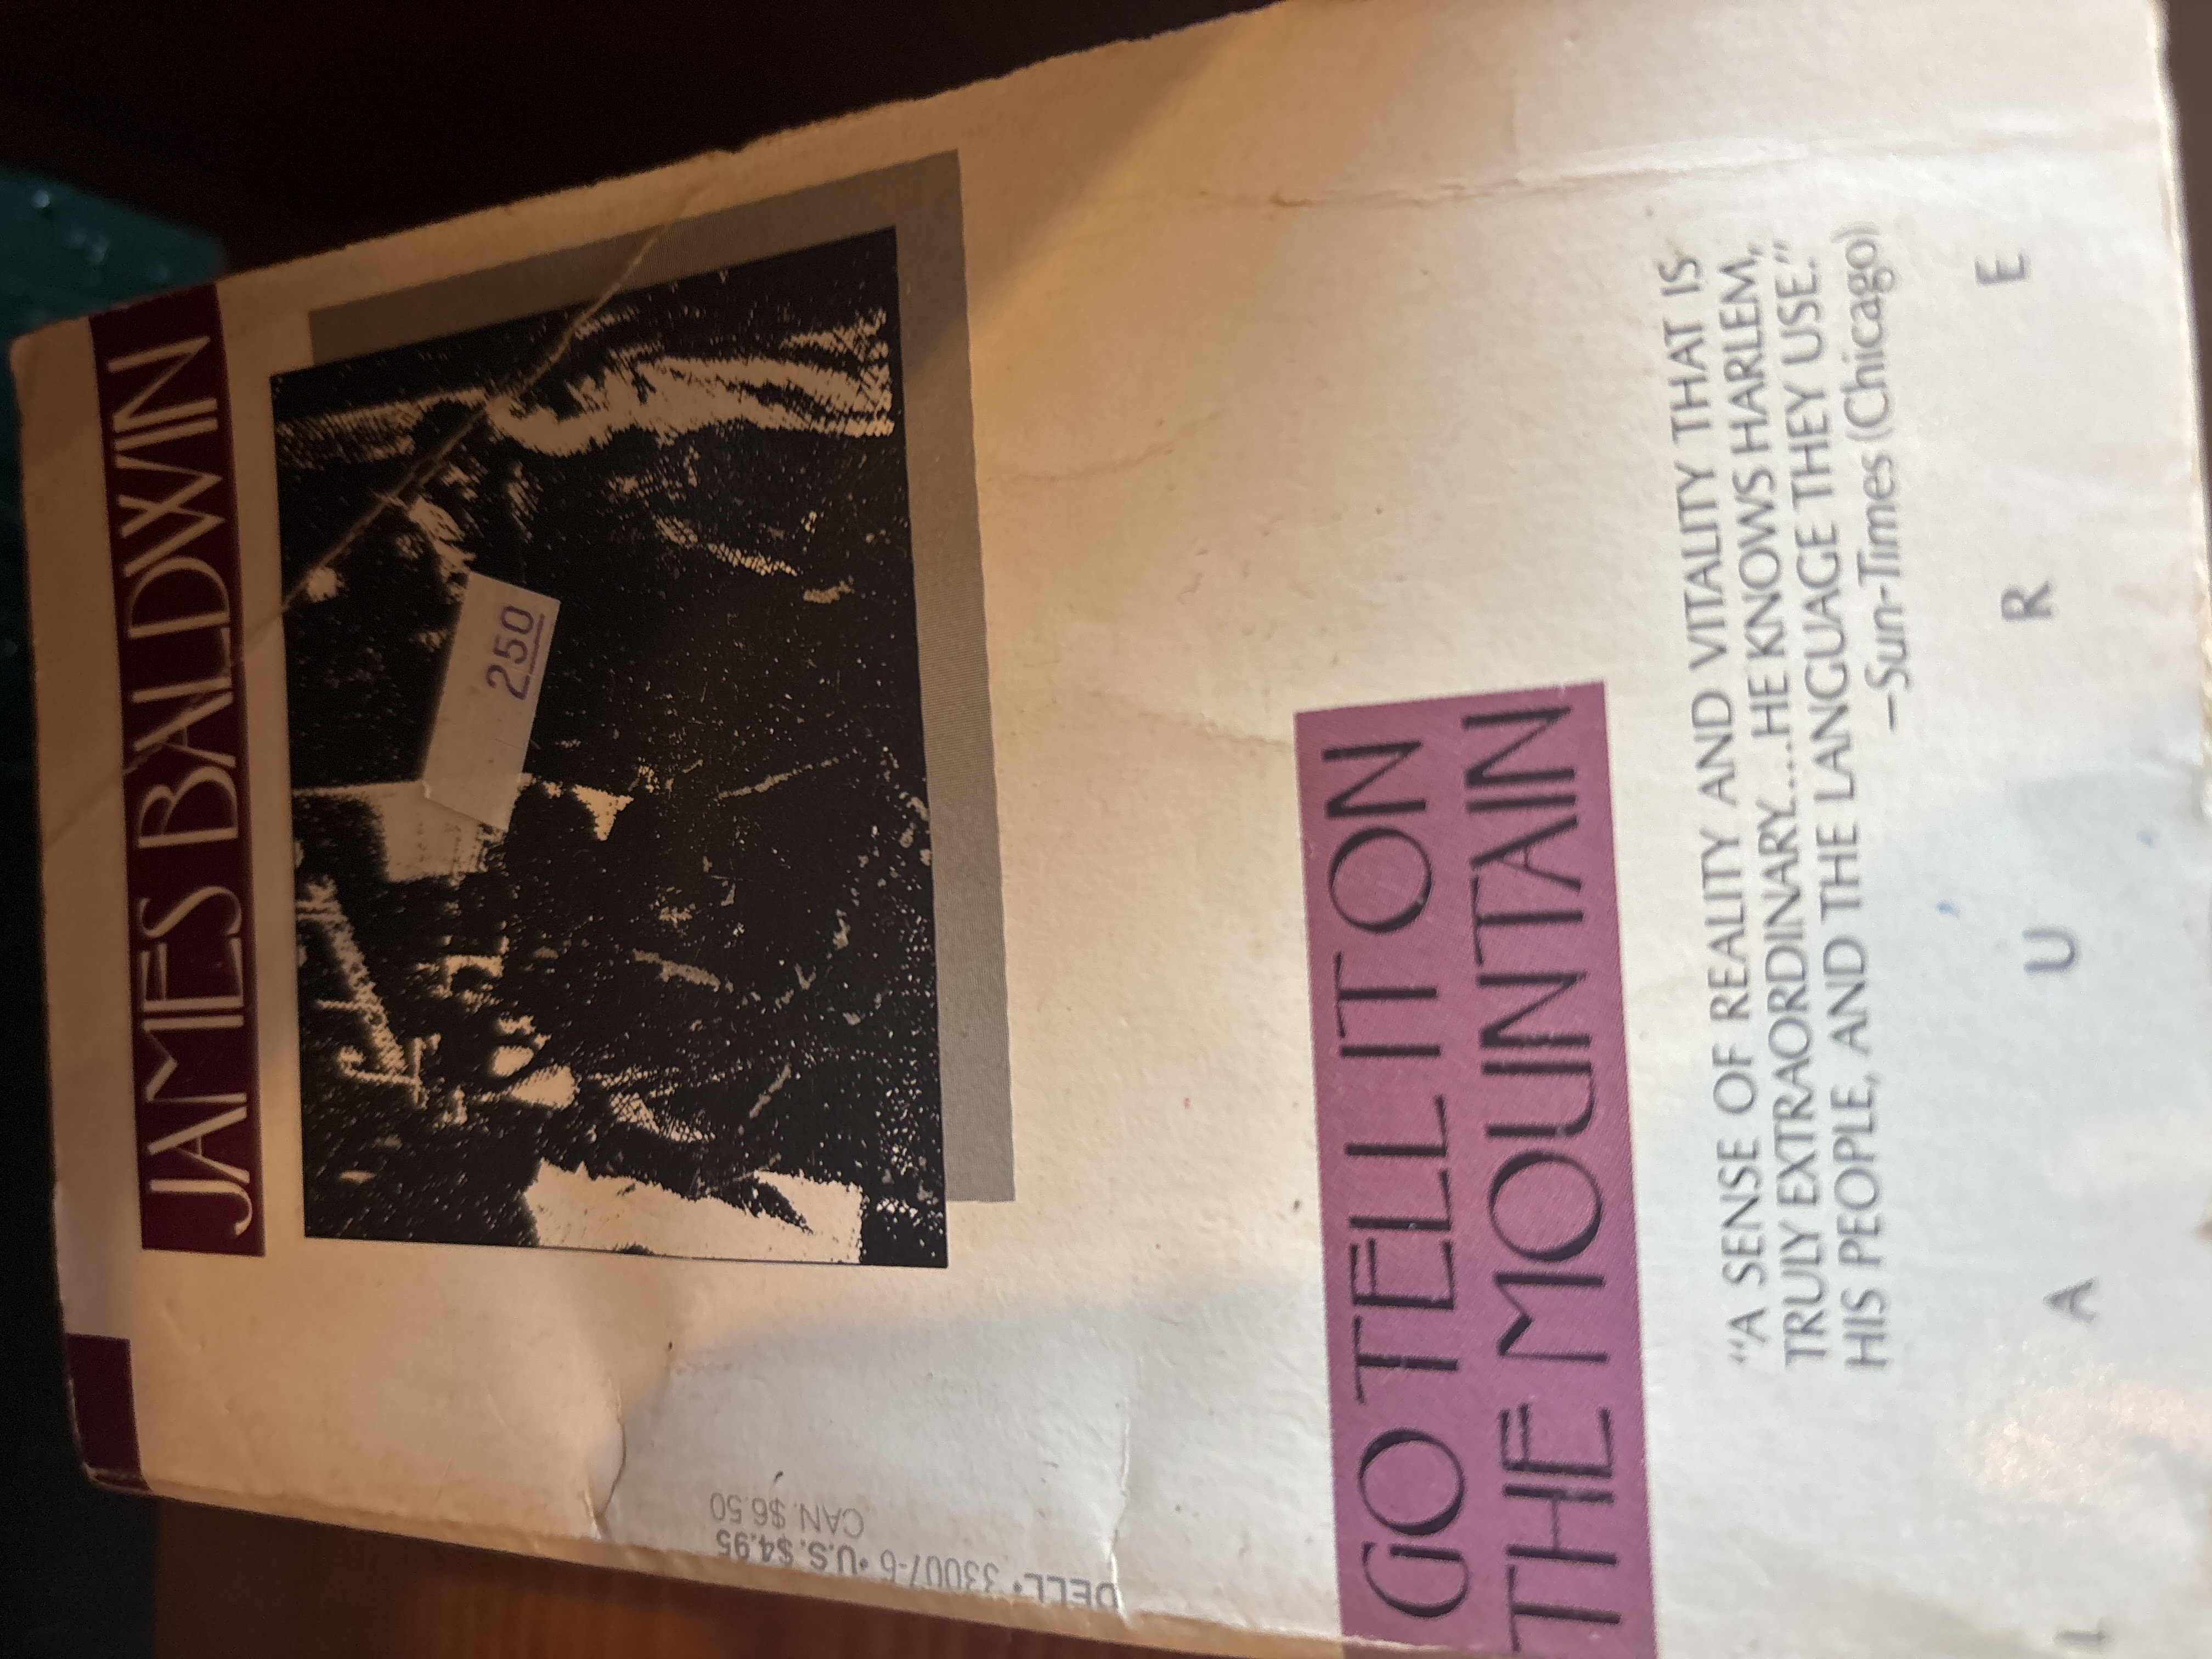 JAMES BALDWIN
250
DELL • 33007-6 • U.S. $4.95
CAN. $6.50
GO TELL IT ON
THE MOUNTAIN
“A SENSE OF REALITY AND VITALITY THAT IS
TRULY EXTRAORDINARY....HE KNOWS HARLEM,
HIS PEOPLE, AND THE LANGUAGE THEY USE.”
–Sun-Times (Chicago)
L A U R E